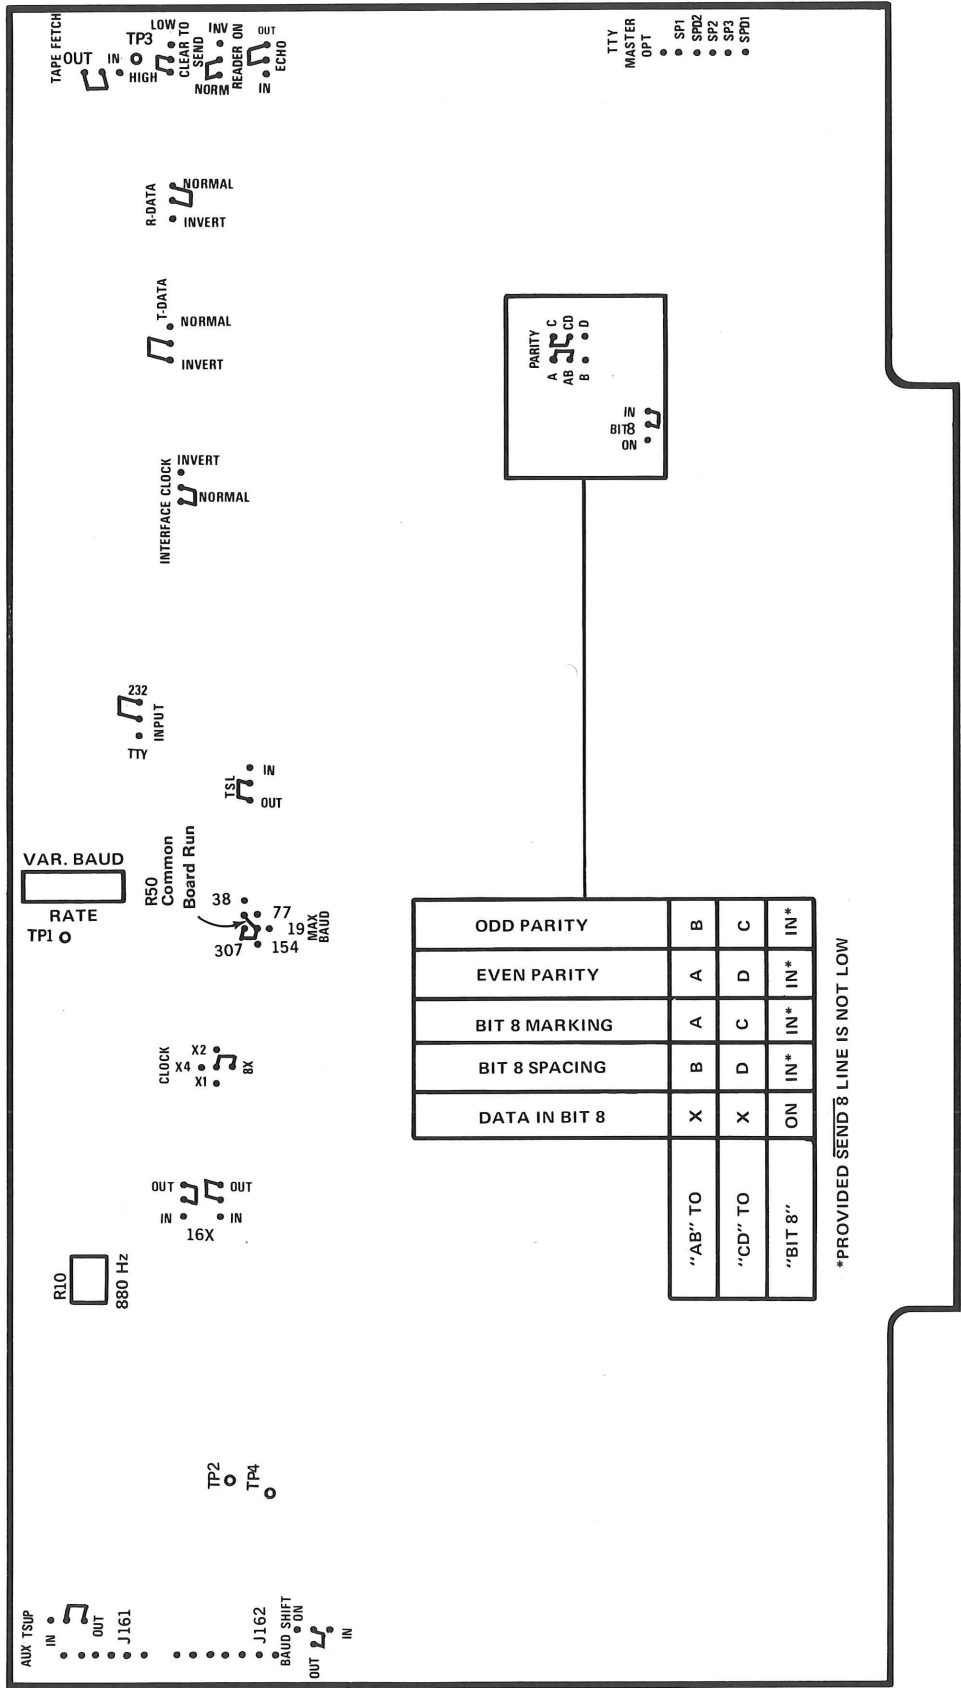 TAPE FETCH
OUT
IN
TP3
HIGH
LOW
CLEAR TO
SEND
NORM
INV
READER ON
OUT
IN
ECHO
TTY
MASTER
OPT
SP1
SPD2
SP2
SP3
SPD1
R-DATA
NORMAL
INVERT
T-DATA
NORMAL
INVERT
PARITY
A
C
AB
CD
B
D
IN
BIT8
ON
INTERFACE CLOCK
INVERT
NORMAL
232
TTY
INPUT
TSL
IN
OUT
VAR. BAUD
RATE
TP1
R50
Common
Board Run
38
77
19
307
154
MAX
BAUD
CLOCK
X2
X4
X1
8X
OUT
IN
OUT
IN
16X
R10
880 Hz
ODD PARITY B C IN*
EVEN PARITY A D IN*
BIT 8 MARKING A C IN*
BIT 8 SPACING B D IN*
DATA IN BIT 8 X X ON
"AB" TO
"CD" TO
"BIT 8"
*PROVIDED SEND 8 LINE IS NOT LOW
TP2
TP4
AUX TSUP
IN
OUT
J161
J162
BAUD SHIFT
ON
OUT
IN